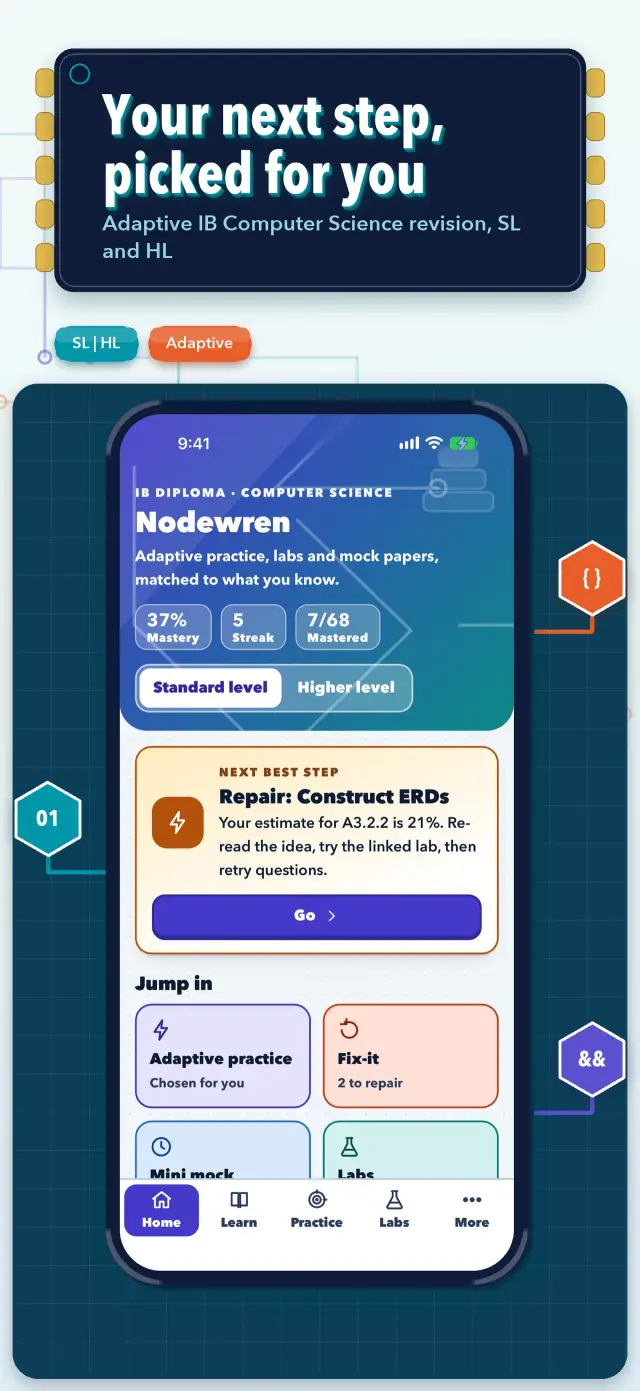 Your next step,
picked for you
Adaptive IB Computer Science revision, SL
and HL
SL | HL
Adaptive
9:41
IB DIPLOMA · COMPUTER SCIENCE
Nodewren
Adaptive practice, labs and mock papers,
matched to what you know.
37%
Mastery
5
Streak
7/68
Mastered
Standard level
Higher level
{ }
NEXT BEST STEP
Repair: Construct ERDs
Your estimate for A3.2.2 is 21%. Re-
read the idea, try the linked lab, then
retry questions.
01
Go
Jump in
Adaptive practice
Chosen for you
Fix-it
2 to repair
&&
Mini mock
Labs
Home
Learn
Practice
Labs
More